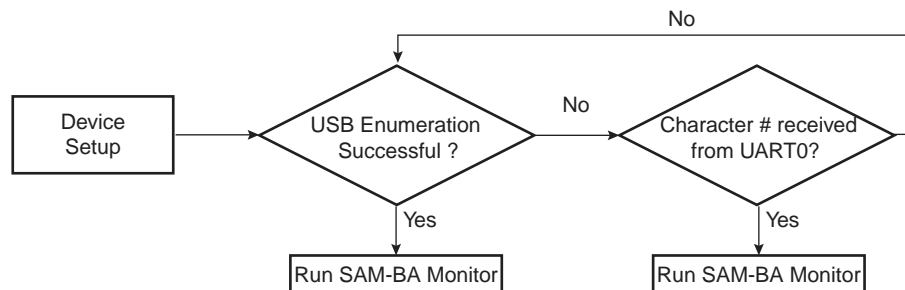 No
Device
Setup
USB Enumeration
Successful ?
No
Character # received
from UART0?
Yes
Yes
Run SAM-BA Monitor
Run SAM-BA Monitor